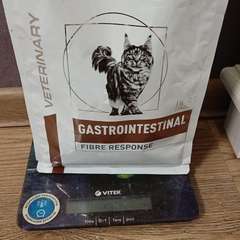 VETERINARY
GASTROINTESTINAL
FIBRE RESPONSE
VITEK